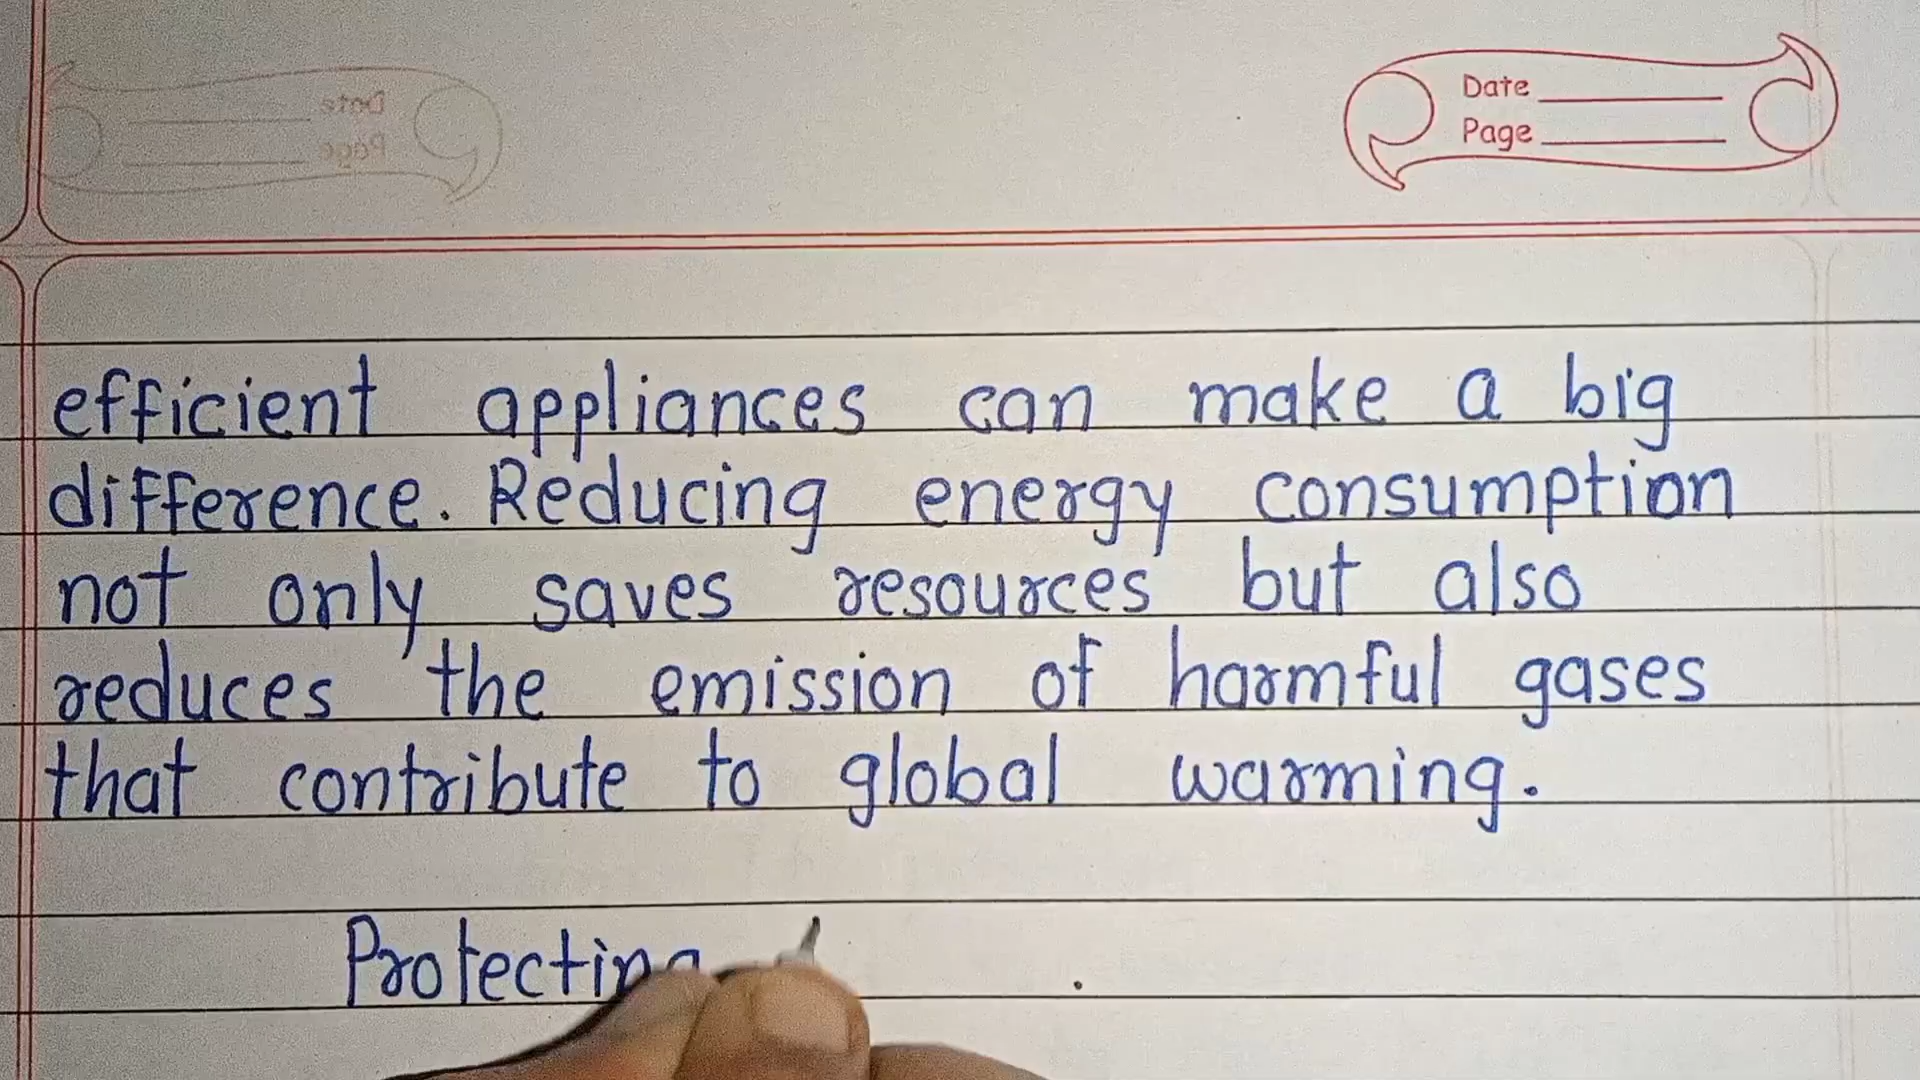 Date
Page
efficient appliances can make a big
difference. Reducing energy consumption
not only saves resources but also
reduces the emission of harmful gases
that contribute to global warming.
Protecting